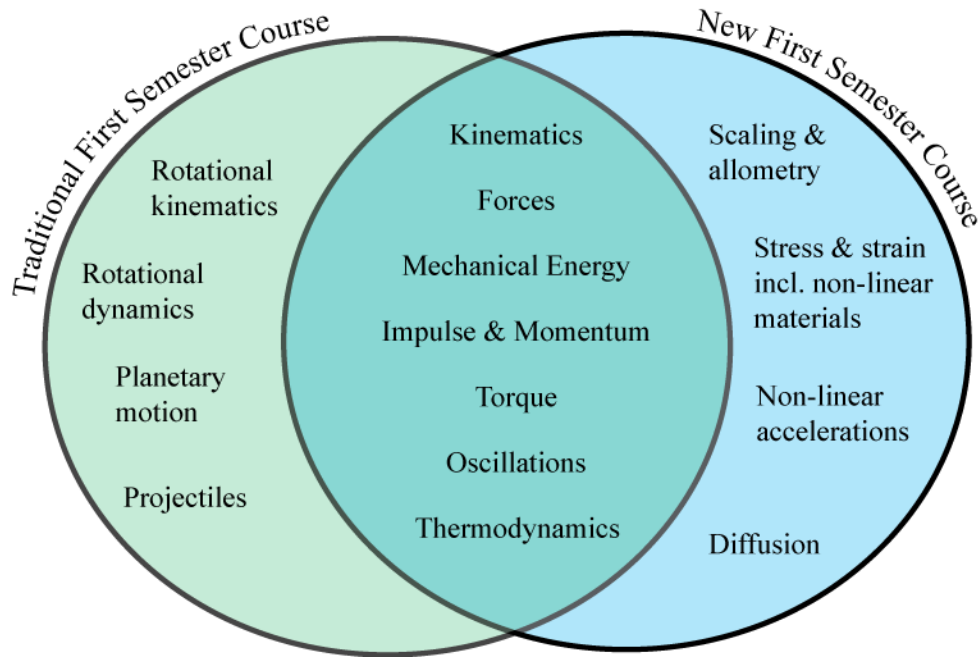 Traditional First Semester Course
Rotational
kinematics
Rotational
dynamics
Planetary
motion
Projectiles
Kinematics
Forces
Mechanical Energy
Impulse & Momentum
Torque
Oscillations
Thermodynamics
New First Semester Course
Scaling &
allometry
Stress & strain
incl. non-linear
materials
Non-linear
accelerations
Diffusion